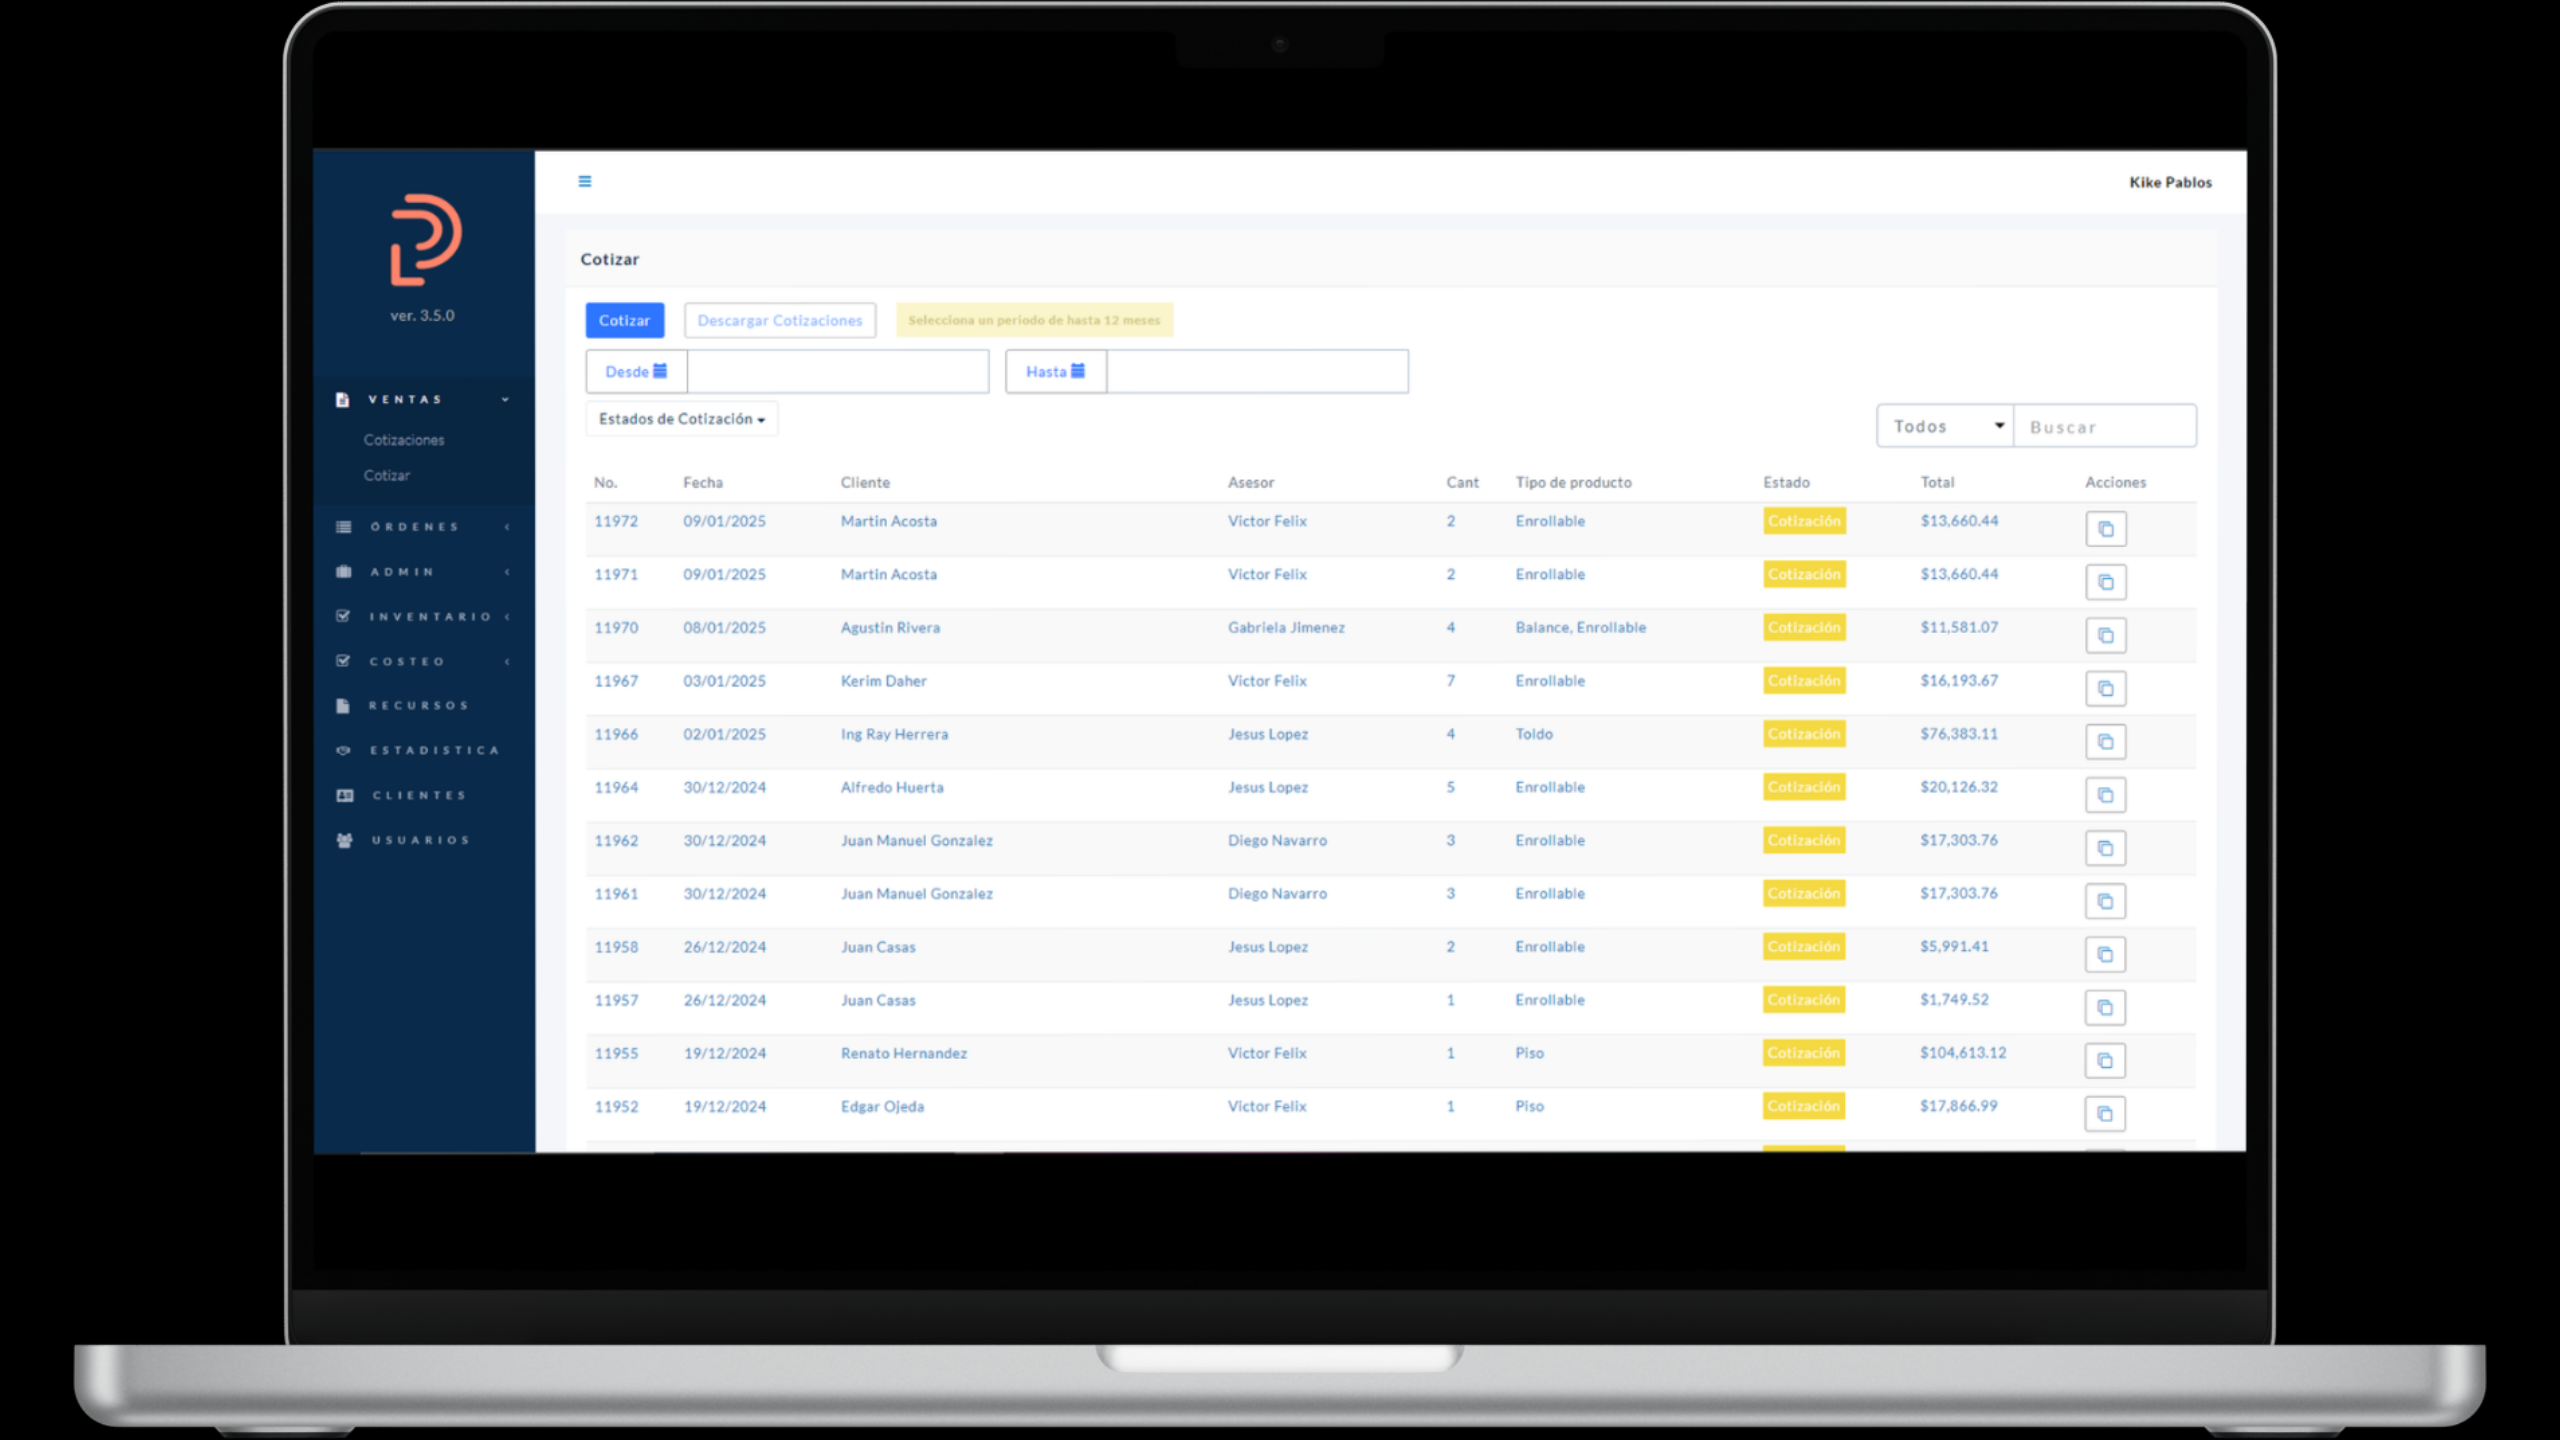 Kike Pablos
ver. 3.5.0
VENTAS
Cotizaciones
Cotizar
ÓRDENES
ADMIN
INVENTARIO
COSTEO
RECURSOS
ESTADISTICA
CLIENTES
USUARIOS
Cotizar
Cotizar Descargar Cotizaciones Selecciona un periodo de hasta 12 meses
Desde Hasta
Estados de Cotización Todos Buscar
No. Fecha Cliente Asesor Cant Tipo de producto Estado Total Acciones
11972 09/01/2025 Martin Acosta Victor Felix 2 Enrollable Cotización $13,660.44
11971 09/01/2025 Martin Acosta Victor Felix 2 Enrollable Cotización $13,660.44
11970 08/01/2025 Agustin Rivera Gabriela Jimenez 4 Balance, Enrollable Cotización $11,581.07
11967 03/01/2025 Kerim Daher Victor Felix 7 Enrollable Cotización $16,193.67
11966 02/01/2025 Ing Ray Herrera Jesus Lopez 4 Toldo Cotización $76,383.11
11964 30/12/2024 Alfredo Huerta Jesus Lopez 5 Enrollable Cotización $20,126.32
11962 30/12/2024 Juan Manuel Gonzalez Diego Navarro 3 Enrollable Cotización $17,303.76
11961 30/12/2024 Juan Manuel Gonzalez Diego Navarro 3 Enrollable Cotización $17,303.76
11958 26/12/2024 Juan Casas Jesus Lopez 2 Enrollable Cotización $5,991.41
11957 26/12/2024 Juan Casas Jesus Lopez 1 Enrollable Cotización $1,749.52
11955 19/12/2024 Renato Hernandez Victor Felix 1 Piso Cotización $104,613.12
11952 19/12/2024 Edgar Ojeda Victor Felix 1 Piso Cotización $17,866.99